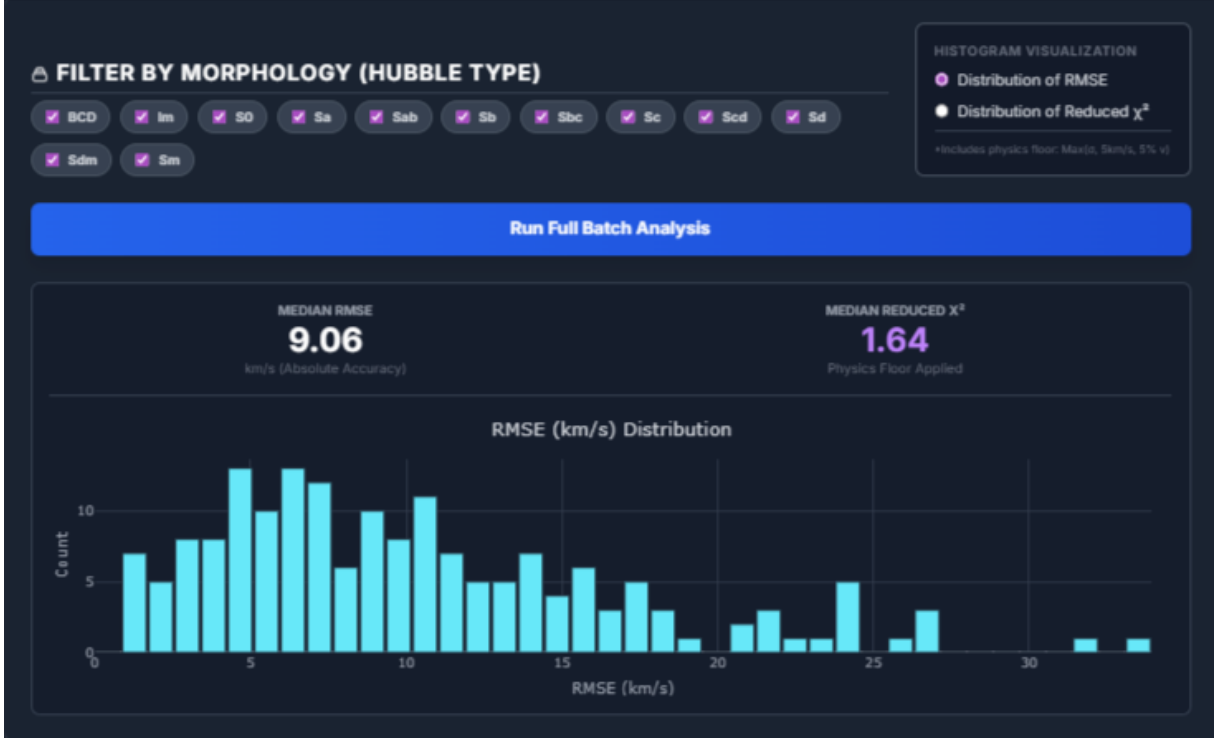 FILTER BY MORPHOLOGY (HUBBLE TYPE)
BCD Im S0 Sa Sab Sb Sbc Sc Scd Sd
Sdm Sm
HISTOGRAM VISUALIZATION
Distribution of RMSE
Distribution of Reduced χ²
*Includes physics floor: Max(σ, 5km/s, 5% v)
Run Full Batch Analysis
MEDIAN RMSE
9.06
km/s (Absolute Accuracy)
MEDIAN REDUCED Χ²
1.64
Physics Floor Applied
RMSE (km/s) Distribution
Count
10
5
0
0 5 10 15 20 25 30
RMSE (km/s)